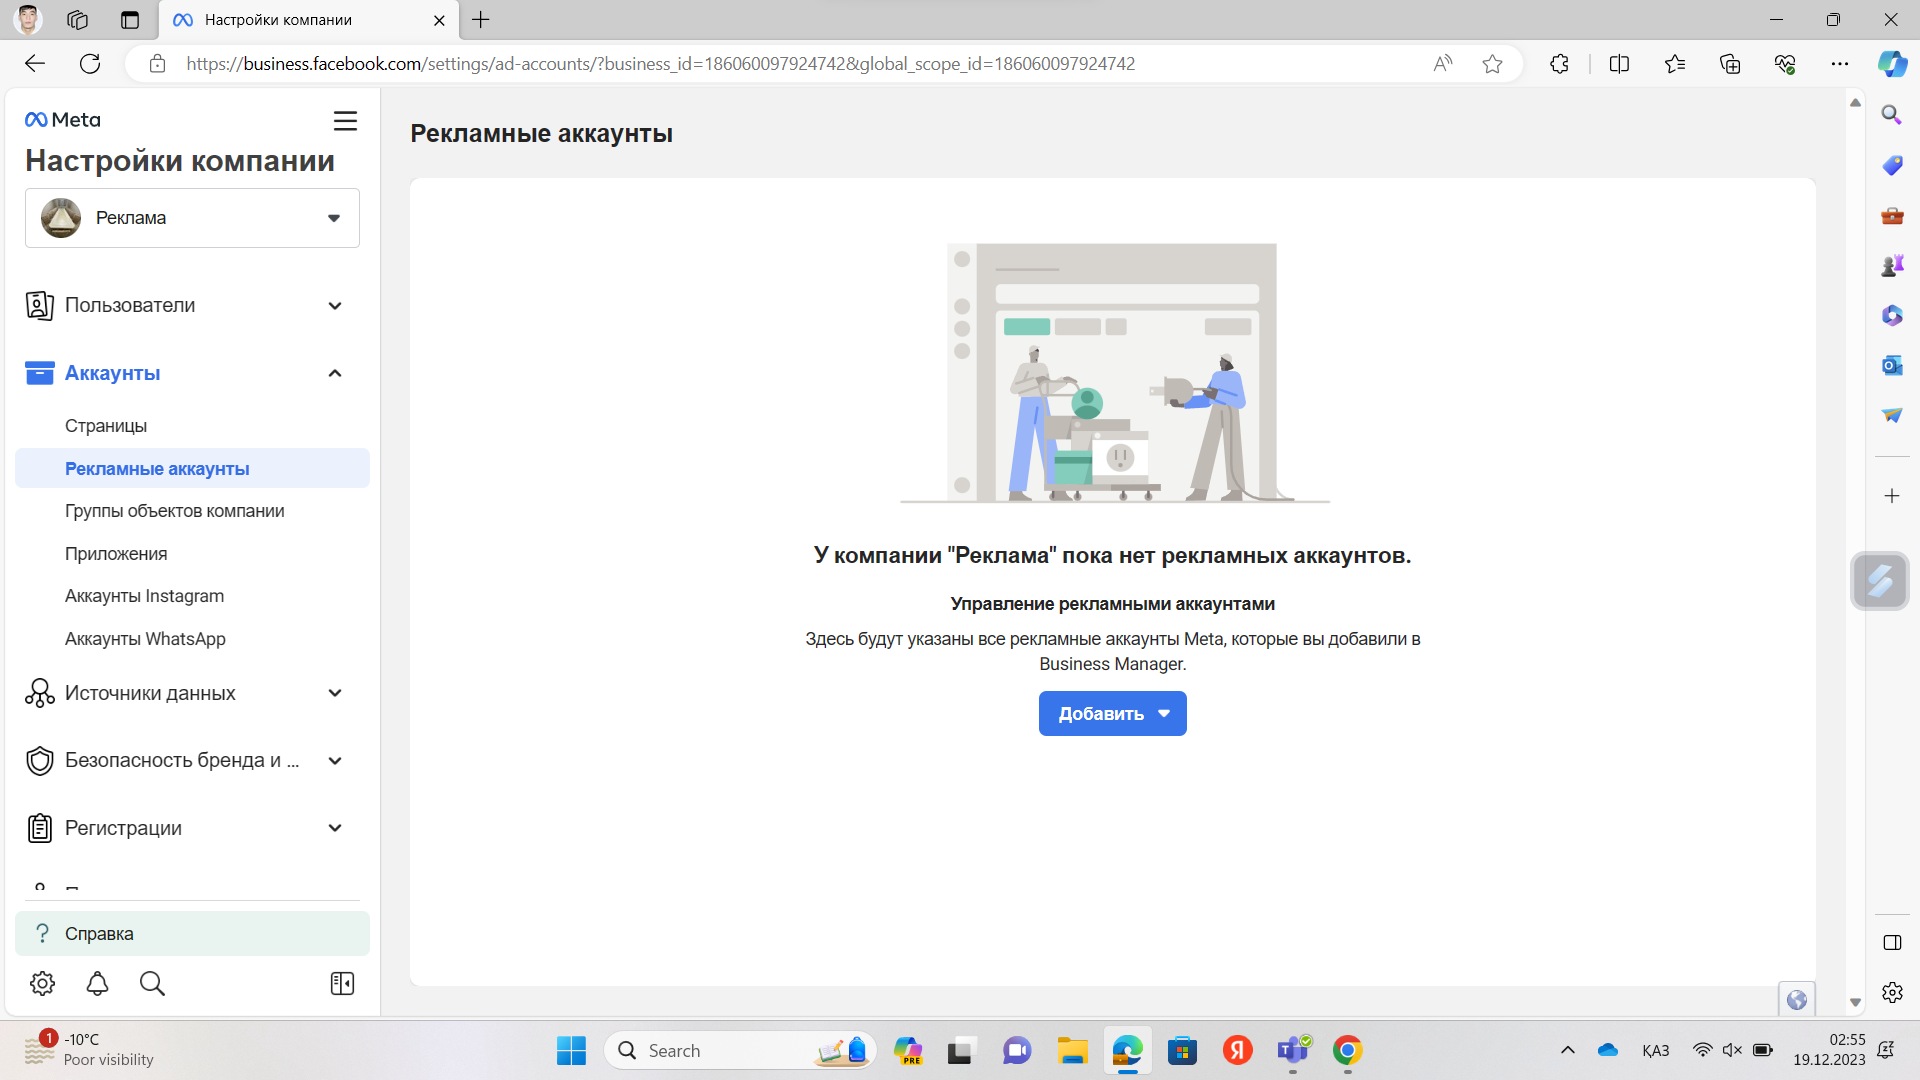 Настройки компании
https://business.facebook.com/settings/ad-accounts/?business_id=186060097924742&global_scope_id=186060097924742
Meta
Настройки компании
Реклама
Пользователи
Аккаунты
Страницы
Рекламные аккаунты
Группы объектов компании
Приложения
Аккаунты Instagram
Аккаунты WhatsApp
Источники данных
Безопасность бренда и ...
Регистрации
Справка
Рекламные аккаунты
У компании "Реклама" пока нет рекламных аккаунтов.
Управление рекламными аккаунтами
Здесь будут указаны все рекламные аккаунты Meta, которые вы добавили в
Business Manager.
Добавить
1
-10°C
Poor visibility
Search
PRE
Я
ҚАЗ
02:55
19.12.2023